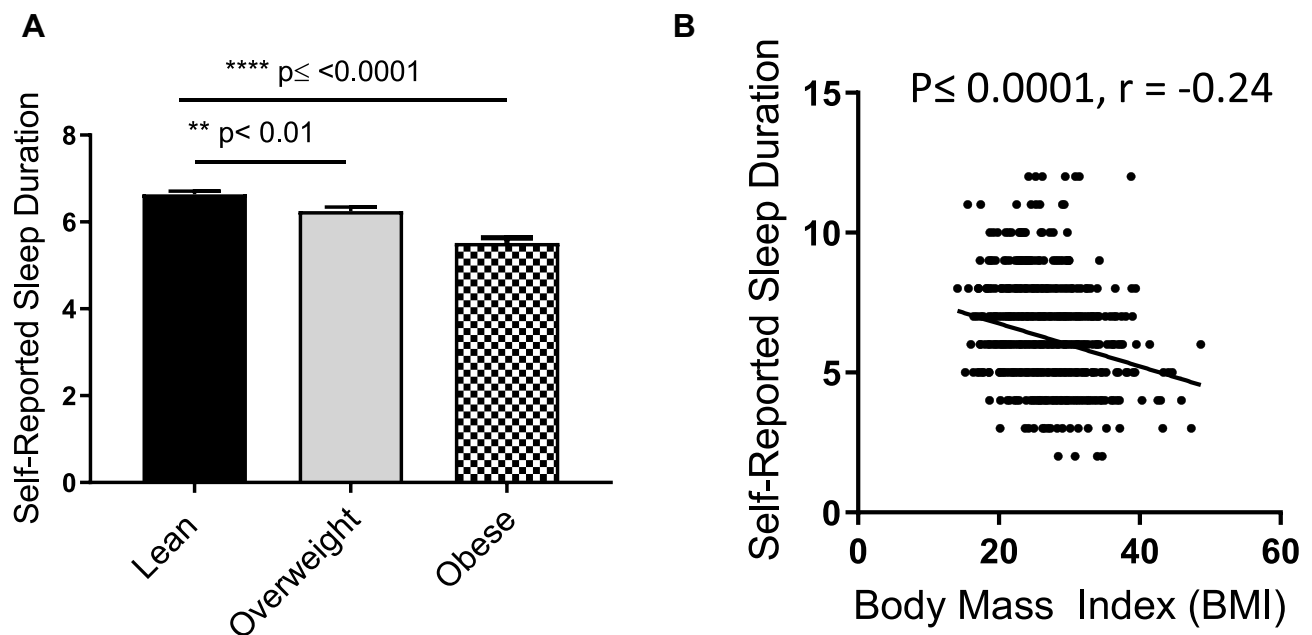 A
**** p≤ <0.0001
** p< 0.01
8
6
4
2
0
Self-Reported Sleep Duration
Lean
Overweight
Obese
B
P≤ 0.0001, r = -0.24
15
10
5
0
Self-Reported Sleep Duration
0 20 40 60
Body Mass Index (BMI)